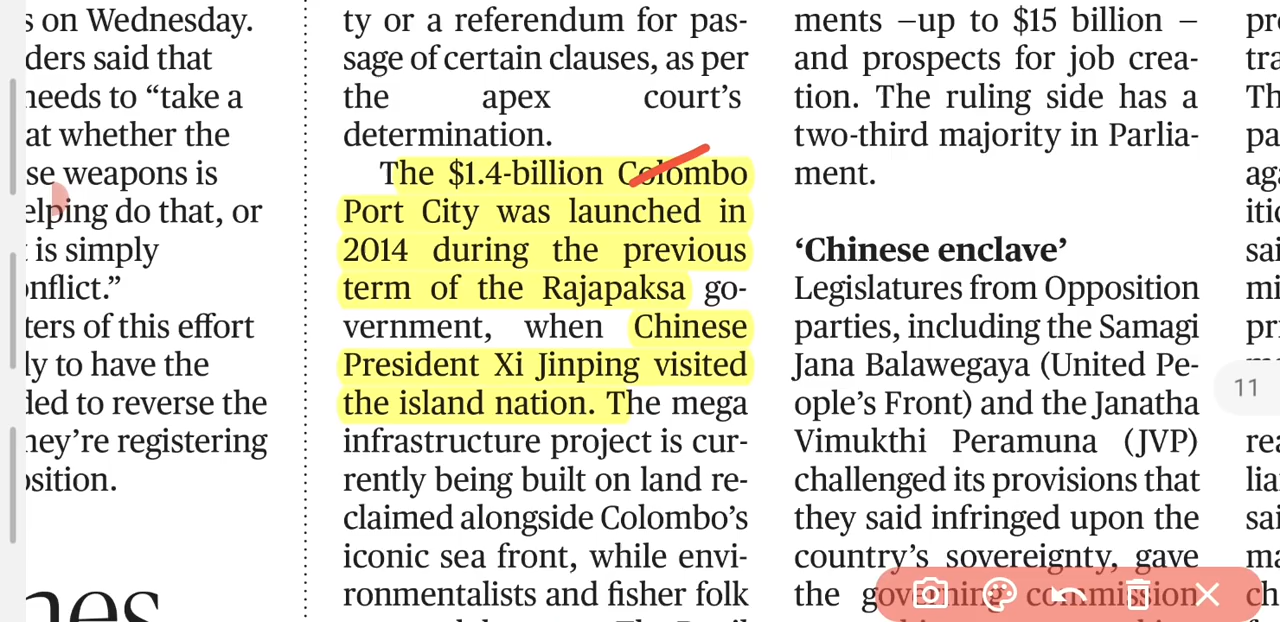 s on Wednesday.
ders said that
needs to “take a
at whether the
se weapons is
elping do that, or
is simply
onflict.”
ters of this effort
ly to have the
ded to reverse the
hey’re registering
osition.
nes
ty or a referendum for pas-
sage of certain clauses, as per
the apex court’s
determination.
The $1.4-billion Colombo
Port City was launched in
2014 during the previous
term of the Rajapaksa go-
vernment, when Chinese
President Xi Jinping visited
the island nation. The mega
infrastructure project is cur-
rently being built on land re-
claimed alongside Colombo’s
iconic sea front, while envi-
ronmentalists and fisher folk
ments –up to $15 billion –
and prospects for job crea-
tion. The ruling side has a
two-third majority in Parlia-
ment.
‘Chinese enclave’
Legislatures from Opposition
parties, including the Samagi
Jana Balawegaya (United Pe-
ople’s Front) and the Janatha
Vimukthi Peramuna (JVP)
challenged its provisions that
they said infringed upon the
country’s sovereignty, gave
the governing commission
11